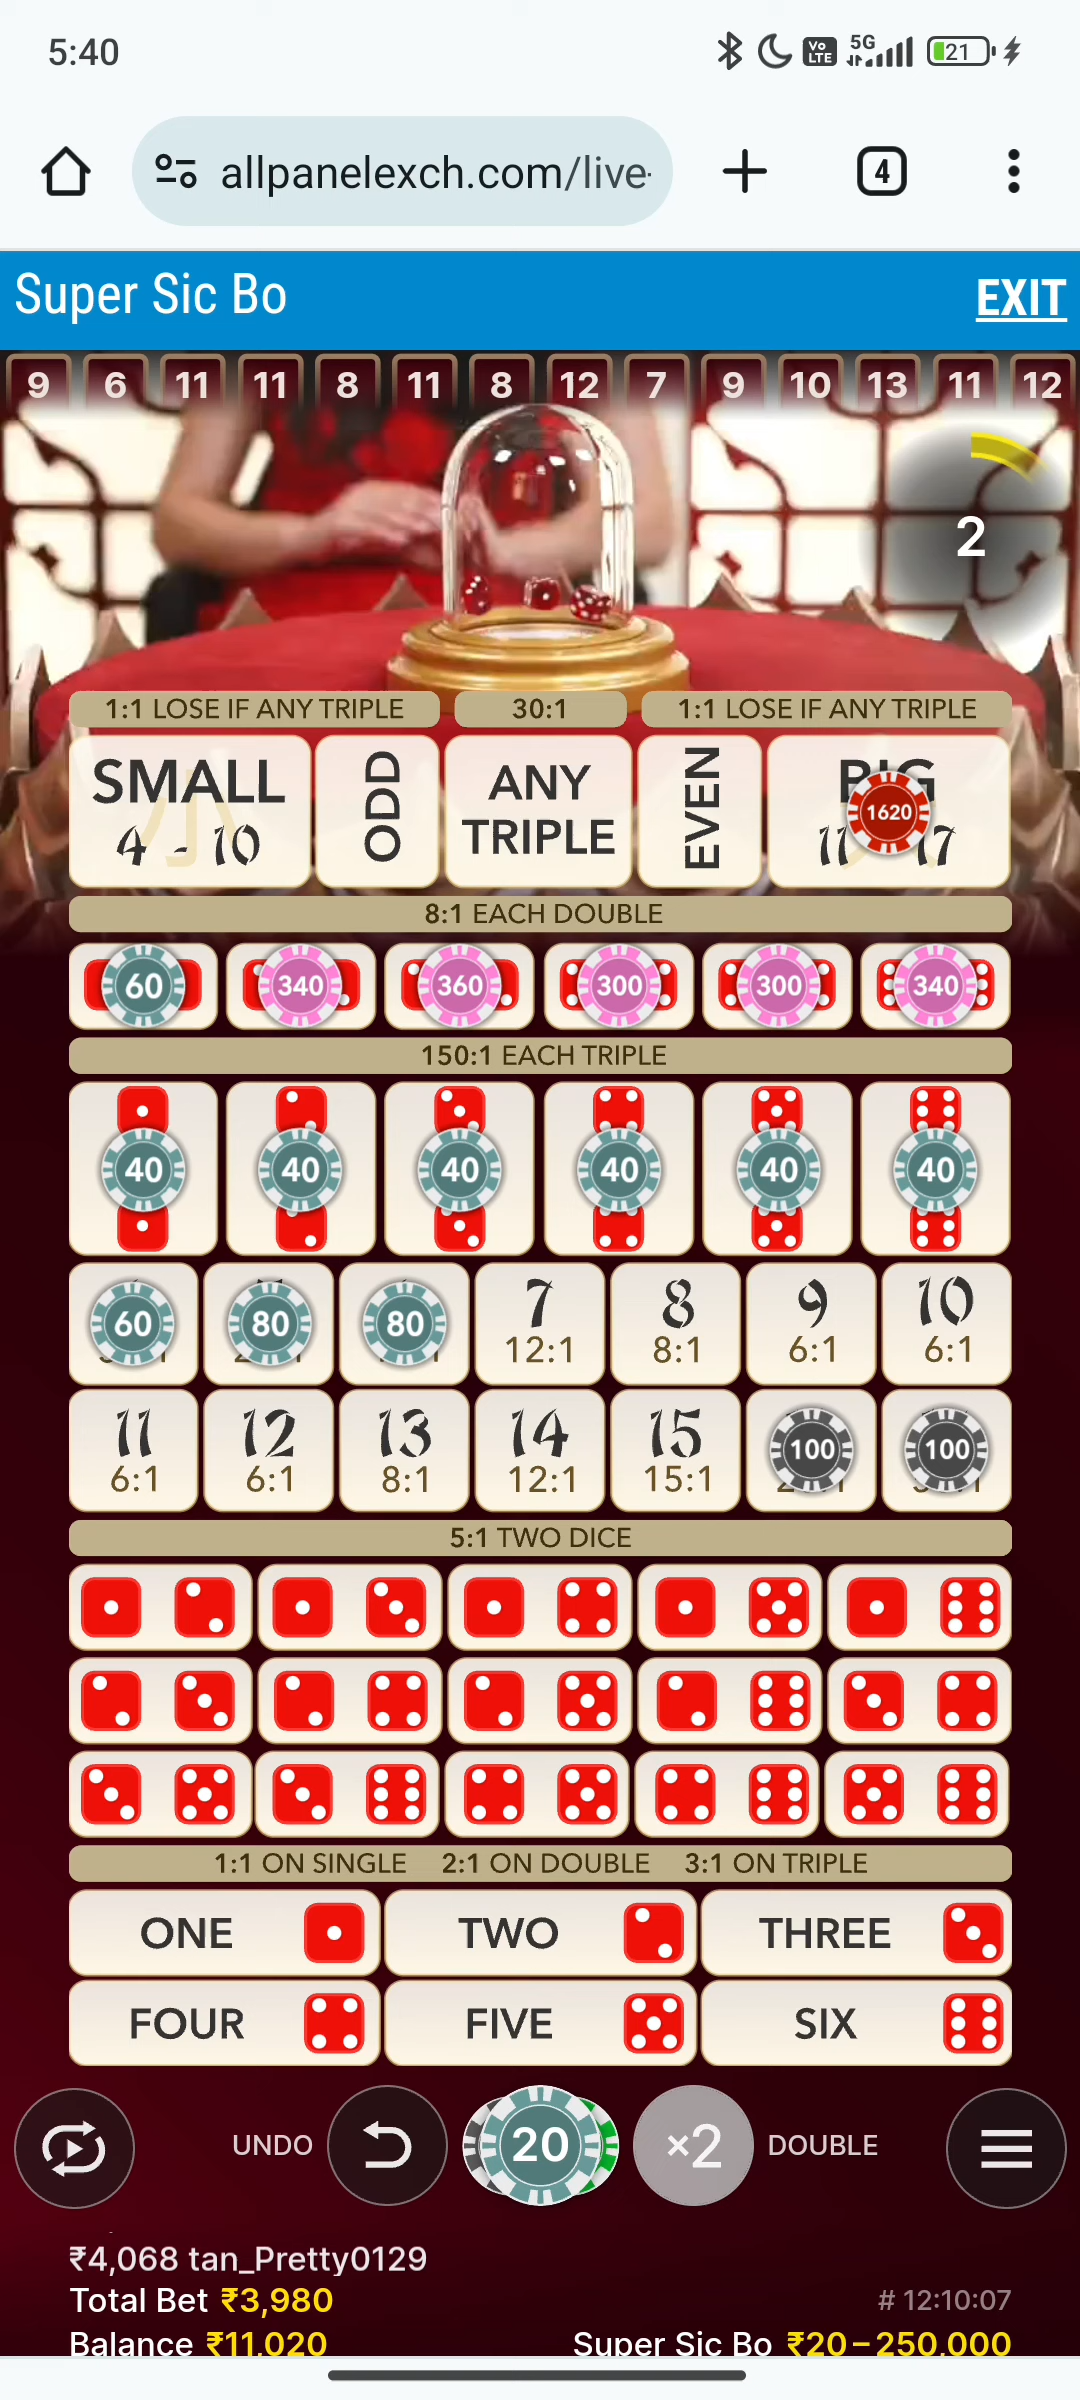 5:40
Vo LTE 5G 21
allpanelexch.com/live-
4
Super Sic Bo EXIT
9 6 11 11 8 11 8 12 7 9 10 13 11 12
2
1:1 LOSE IF ANY TRIPLE 30:1 1:1 LOSE IF ANY TRIPLE
SMALL 4 - 10 ODD ANY TRIPLE EVEN 1620 11 17
8:1 EACH DOUBLE
60 340 360 300 300 340
150:1 EACH TRIPLE
40 40 40 40 40 40
60 80 80 7 8 9 10
12:1 8:1 6:1 6:1
11 12 13 14 15 100 100
6:1 6:1 8:1 12:1 15:1
5:1 TWO DICE
1:1 ON SINGLE 2:1 ON DOUBLE 3:1 ON TRIPLE
ONE TWO THREE
FOUR FIVE SIX
UNDO 20 ×2 DOUBLE
₹4,068 tan_Pretty0129
Total Bet ₹3,980 # 12:10:07
Balance ₹11,020 Super Sic Bo ₹20–250,000